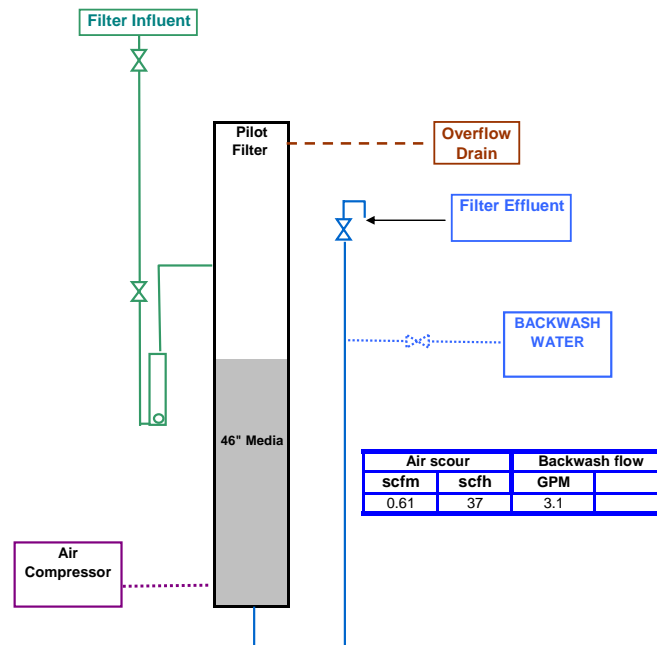 Filter Influent
Pilot
Filter
Overflow
Drain
Filter Effluent
BACKWASH
WATER
46" Media
Air scour Backwash flow
scfm scfh GPM
0.61 37 3.1
Air
Compressor